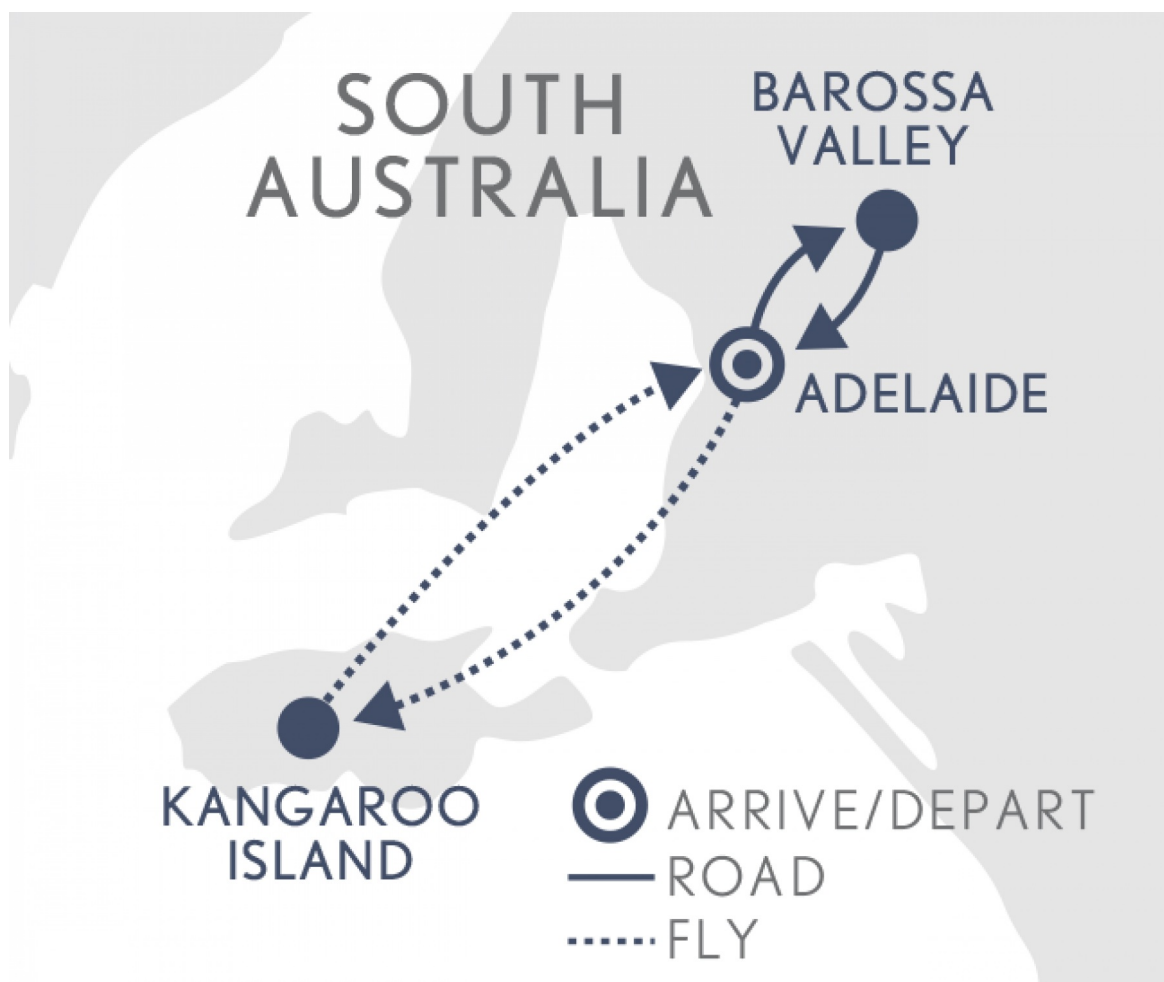 SOUTH
AUSTRALIA
BAROSSA
VALLEY
ADELAIDE
KANGAROO
ISLAND
ARRIVE/DEPART
ROAD
FLY